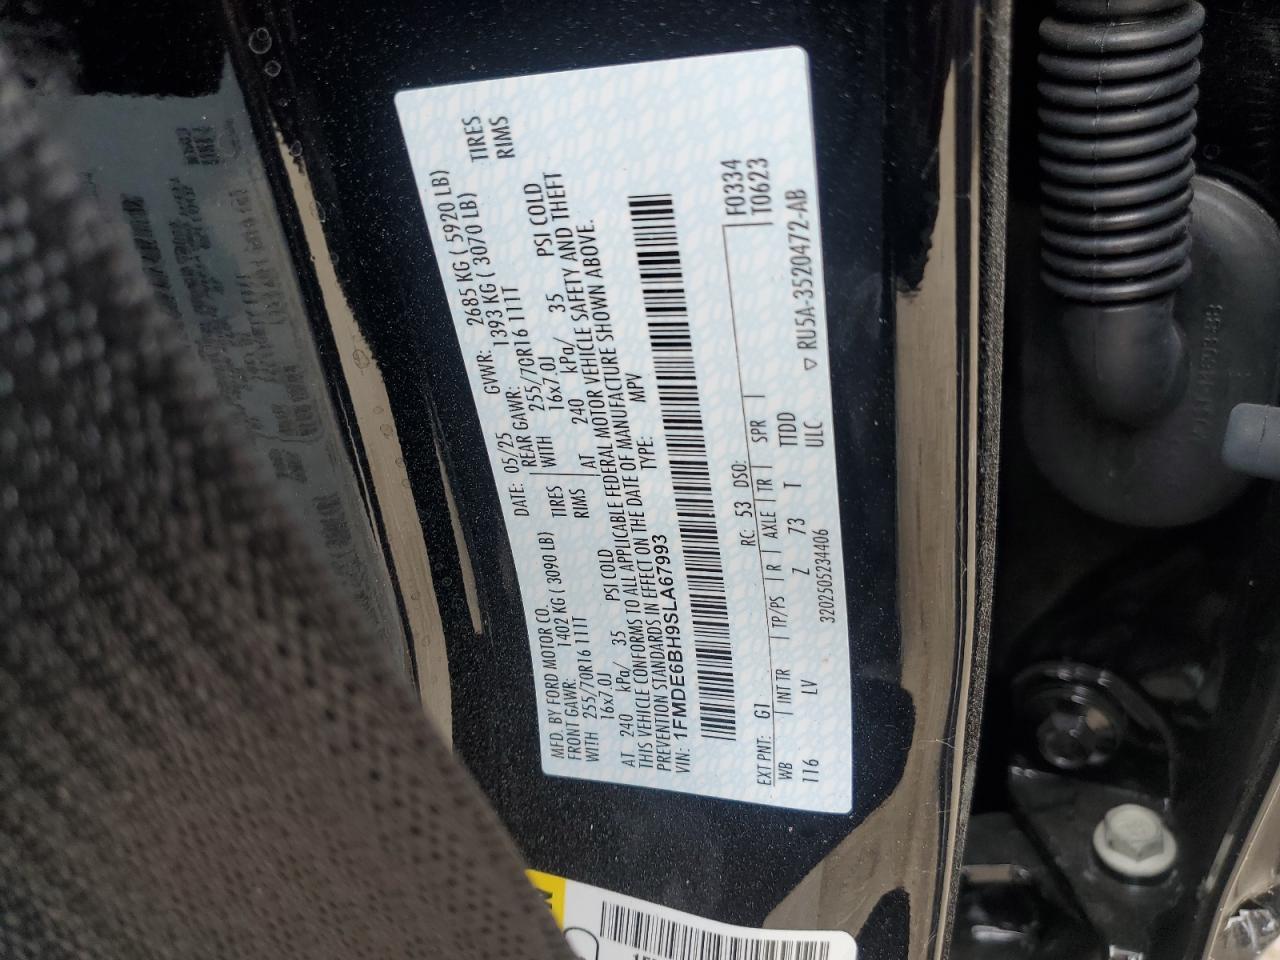 MFD. BY FORD MOTOR CO.
DATE: 05/25 GVWR: 2685 KG ( 5920 LB)
FRONT GAWR: 1402 KG ( 3090 LB) REAR GAWR: 1393 KG ( 3070 LB)
WITH 255/70R16 111T TIRES WITH 255/70R16 111T TIRES
16x7.0J RIMS 16x7.0J RIMS
AT 240 kPa/ 35 PSI COLD AT 240 kPa/ 35 PSI COLD
THIS VEHICLE CONFORMS TO ALL APPLICABLE FEDERAL MOTOR VEHICLE SAFETY AND THEFT
PREVENTION STANDARDS IN EFFECT ON THE DATE OF MANUFACTURE SHOWN ABOVE.
VIN: 1FMDE6BH9SLA67993 TYPE: MPV
F0334
T0623
EXT PNT: G1 RC: 53 DSO:
WB | INT TR | TP/PS | R | AXLE | TR | SPR |
116 LV Z 73 T TTDD
ULC
3202505234406 ▽ RU5A-3520472-AB